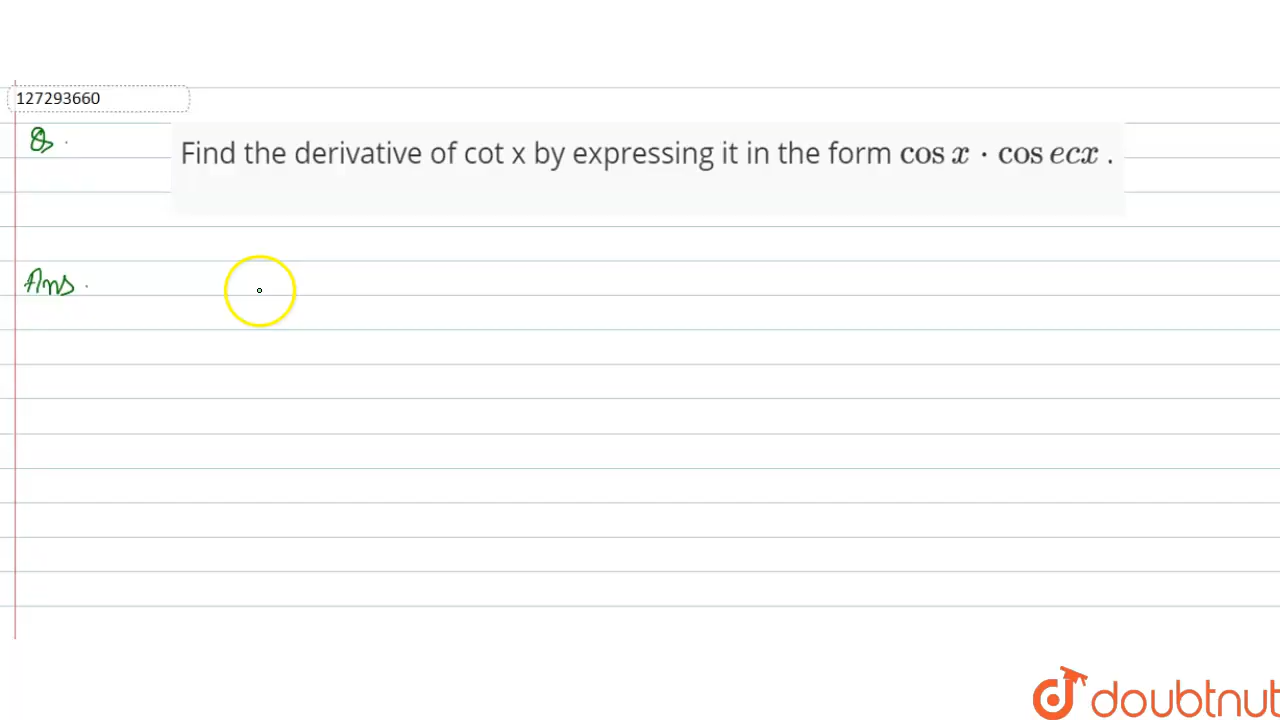 127293660
Q.
Find the derivative of cot x by expressing it in the form cos x · cos ecx .
Ans.
doubtnut